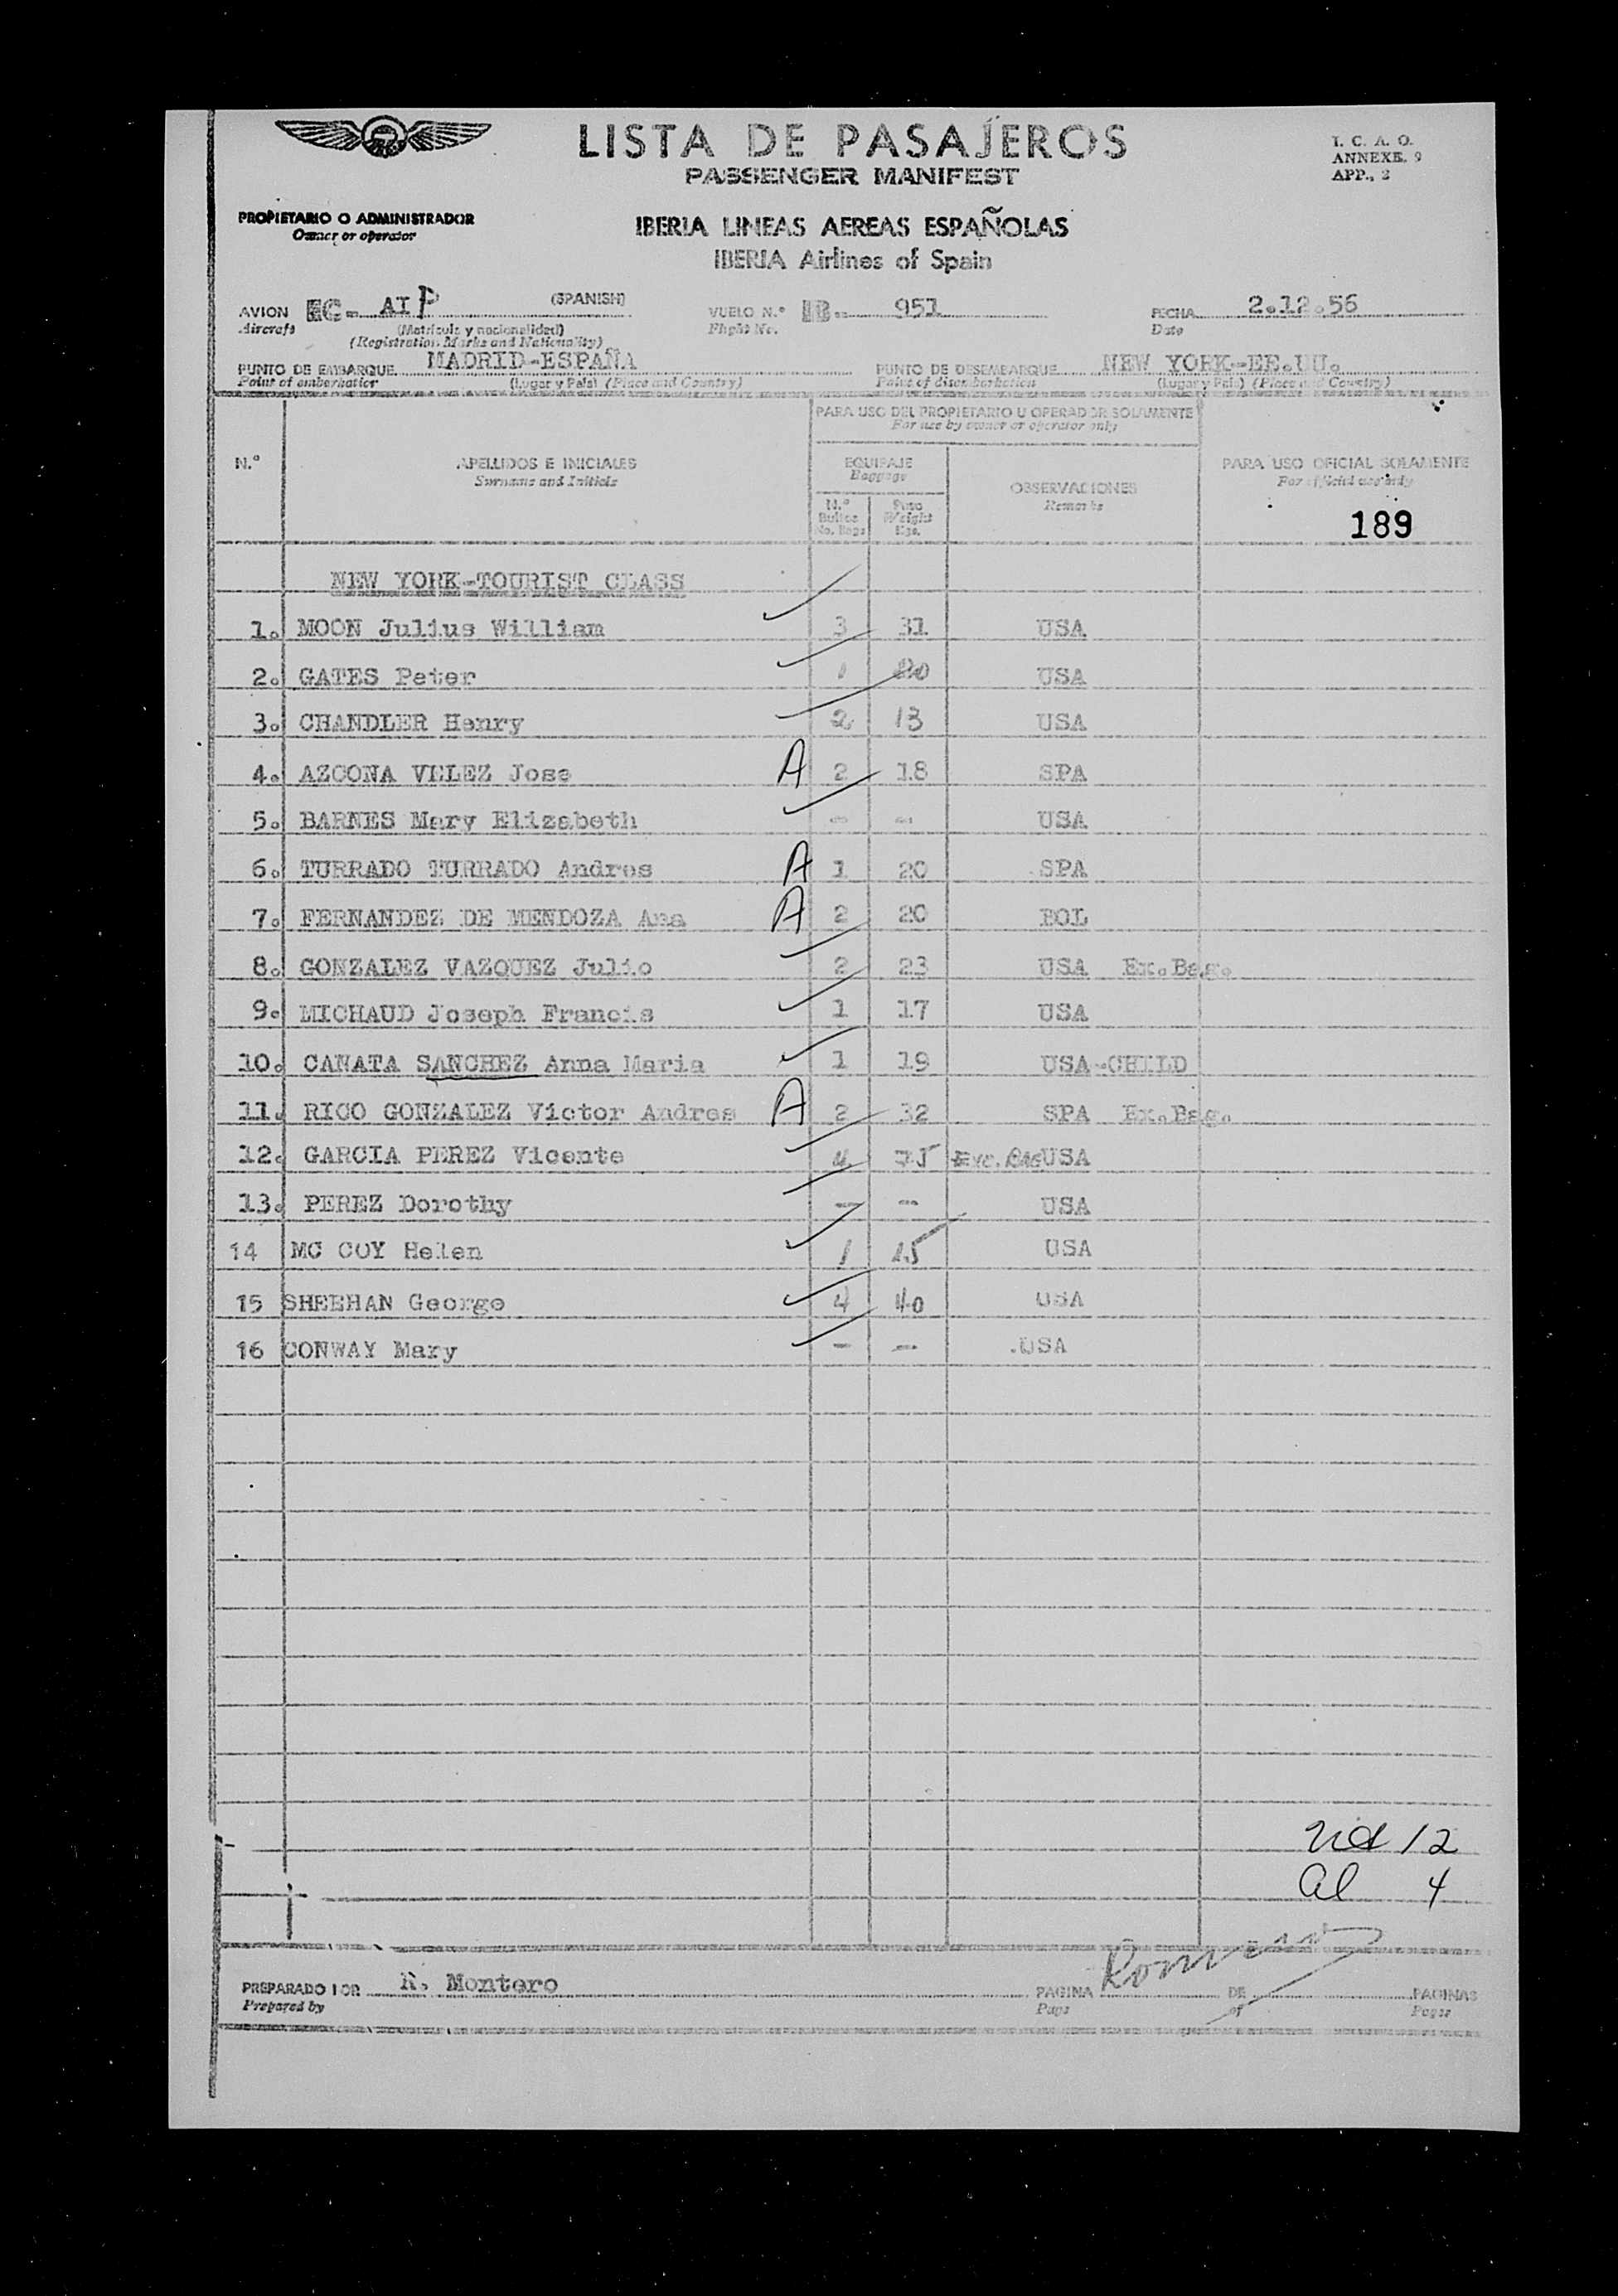 LISTA DE PASAJEROS
PASSENGER MANIFEST
I. C. A. O.
ANNEXE. 9
APP., 2
PROPIETARIO O ADMINISTRADOR
Owner or operator
IBERIA LINEAS AEREAS ESPAÑOLAS
IBERIA Airlines of Spain
AVION EC- AIP (SPANISH) VUELO N.º IB.- 951 FECHA 2.12.56
Aircraft (Matrícula y nacionalidad) Flight No. Date
(Registration Marks and Nationality)
PUNTO DE EMBARQUE MADRID-ESPAÑA PUNTO DE DESEMBARQUE NEW YORK-EE.UU.
Point of embarkation (Lugar y País) (Place and Country) Point of disembarkation (Lugar y País) (Place and Country)
PARA USO DEL PROPIETARIO U OPERADOR SOLAMENTE
For use by owner or operator only
N.º APELLIDOS E INICIALES EQUIPAJE OBSERVACIONES PARA USO OFICIAL SOLAMENTE
Surname and Initials Baggage Remarks For official use only
N.º Bultos No. Bags Peso Weight Kgs.
189
NEW YORK-TOURIST CLASS
1. MOON Julius William 3 31 USA
2. GATES Peter 1 USA
3. CHANDLER Henry 2 13 USA
4. AZCONA VELEZ Jose A 2 18 SPA
5. BARNES Mary Elizabeth - - USA
6. TURRADO TURRADO Andres A 1 20 SPA
7. FERNANDEZ DE MENDOZA Ana A 2 20 BOL
8. GONZALEZ VAZQUEZ Julio 2 23 USA Ex.Bag.
9. MICHAUD Joseph Francis 1 17 USA
10. CANATA SANCHEZ Anna Maria 1 19 USA-CHILD
11. RICO GONZALEZ Victor Andres A 2 32 SPA Ex.Bag.
12. GARCIA PEREZ Vicente 4 75 Exc. BAG USA
13. PEREZ Dorothy - - USA
14 MC COY Helen 1 15 USA
15 SHEEHAN George 4 40 USA
16 CONWAY Mary - - .USA
12
al 4
PREPARADO POR R. Montero PAGINA DE PAGINAS
Prepared by Page of Pages